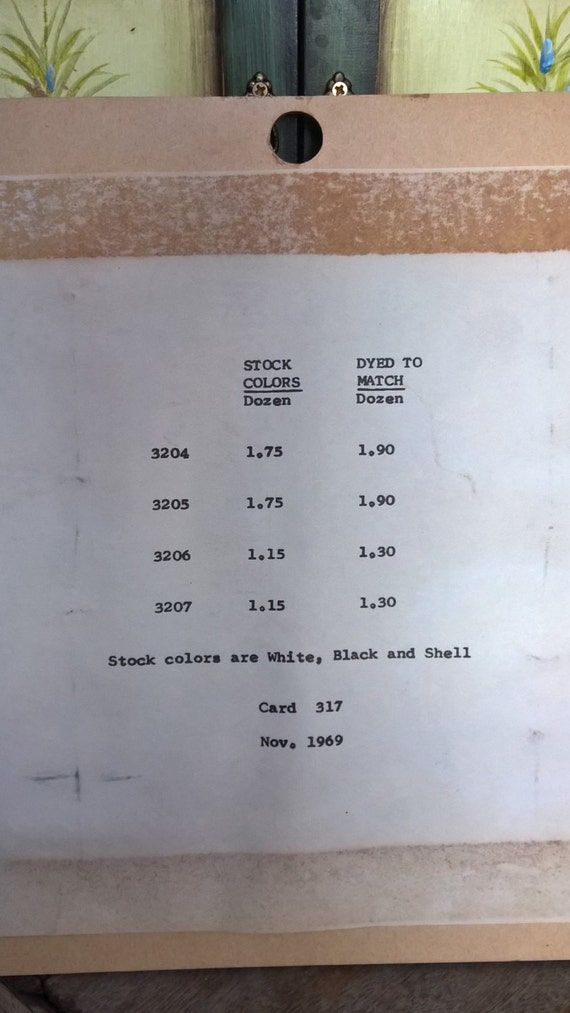 STOCK DYED TO
COLORS MATCH
Dozen Dozen
3204 1.75 1.90
3205 1.75 1.90
3206 1.15 1.30
3207 1.15 1.30
Stock colors are White, Black and Shell
Card 317
Nov. 1969